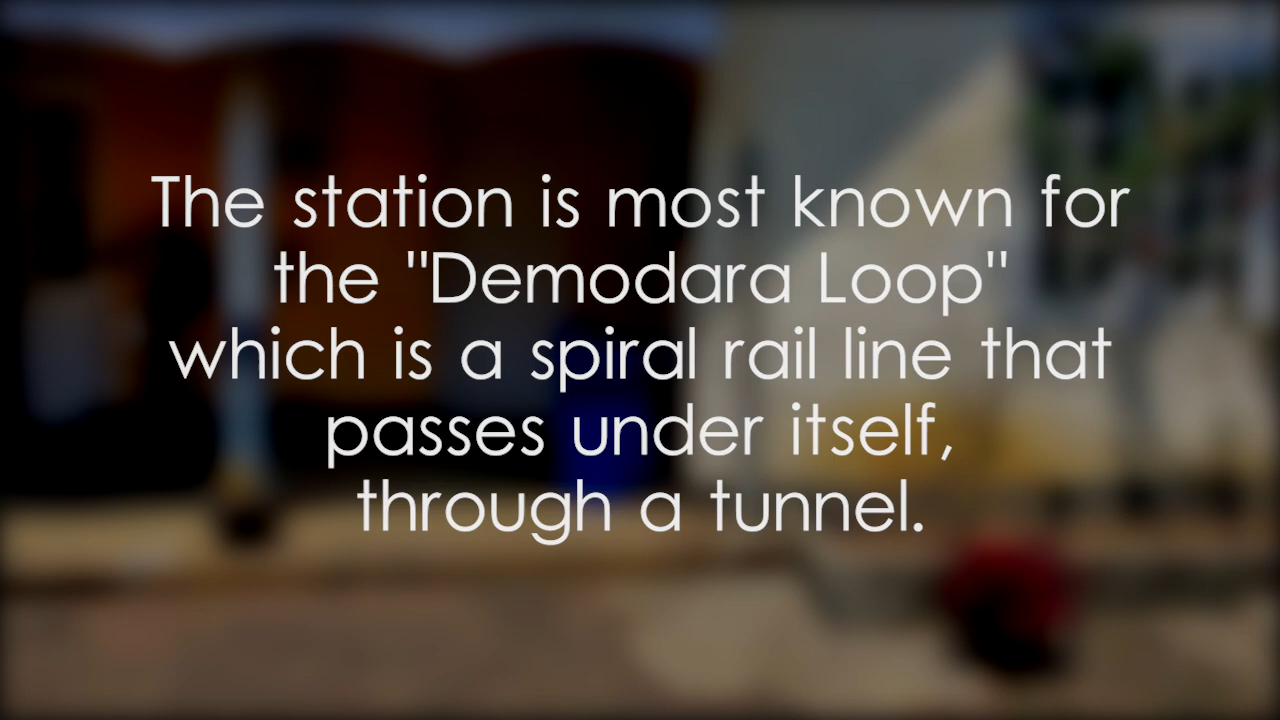 The station is most known for
the "Demodara Loop"
which is a spiral rail line that
passes under itself,
through a tunnel.